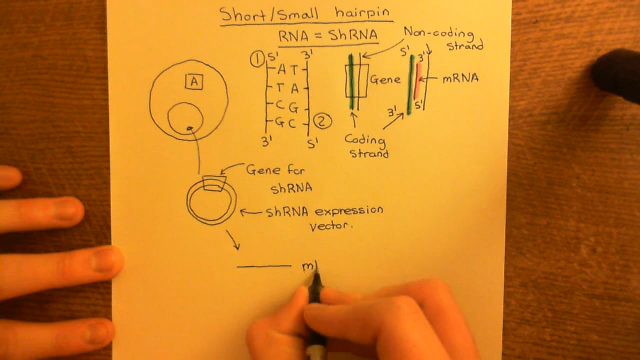 Short/Small hairpin
RNA = ShRNA
Non-coding
strand
① 5' 3'
A T
T A
C G
G C ②
3' 5'
Gene
5' 3'
mRNA
3' 5'
Coding
strand
A
Gene for
shRNA
shRNA expression
vector.
m